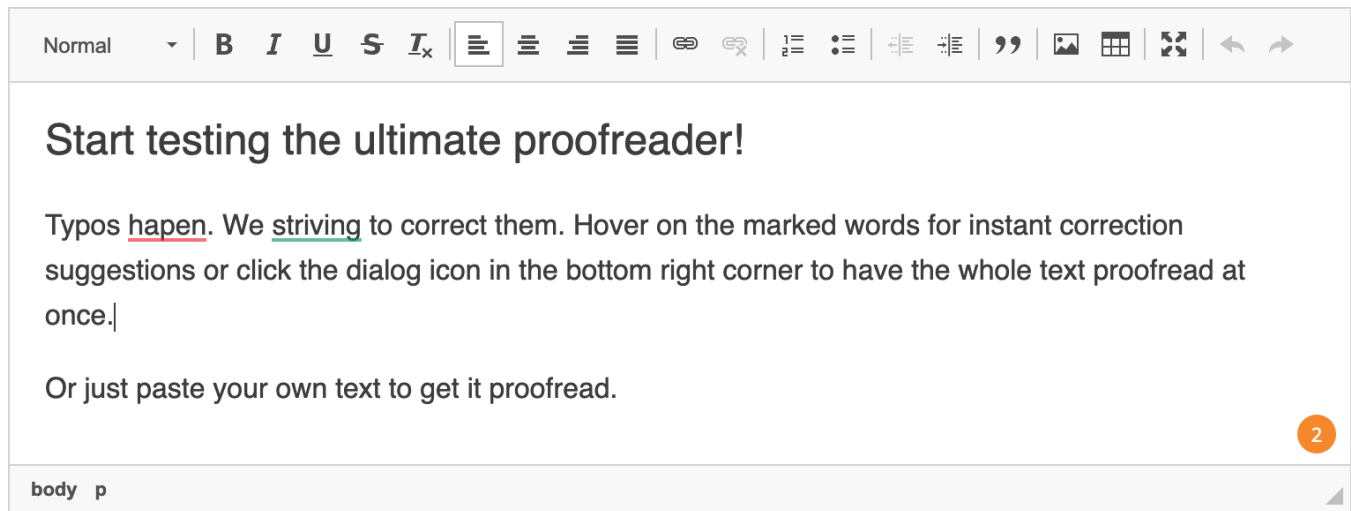 Normal
Start testing the ultimate proofreader!
Typos hapen. We striving to correct them. Hover on the marked words for instant correction
suggestions or click the dialog icon in the bottom right corner to have the whole text proofread at
once.
Or just paste your own text to get it proofread.
2
body p